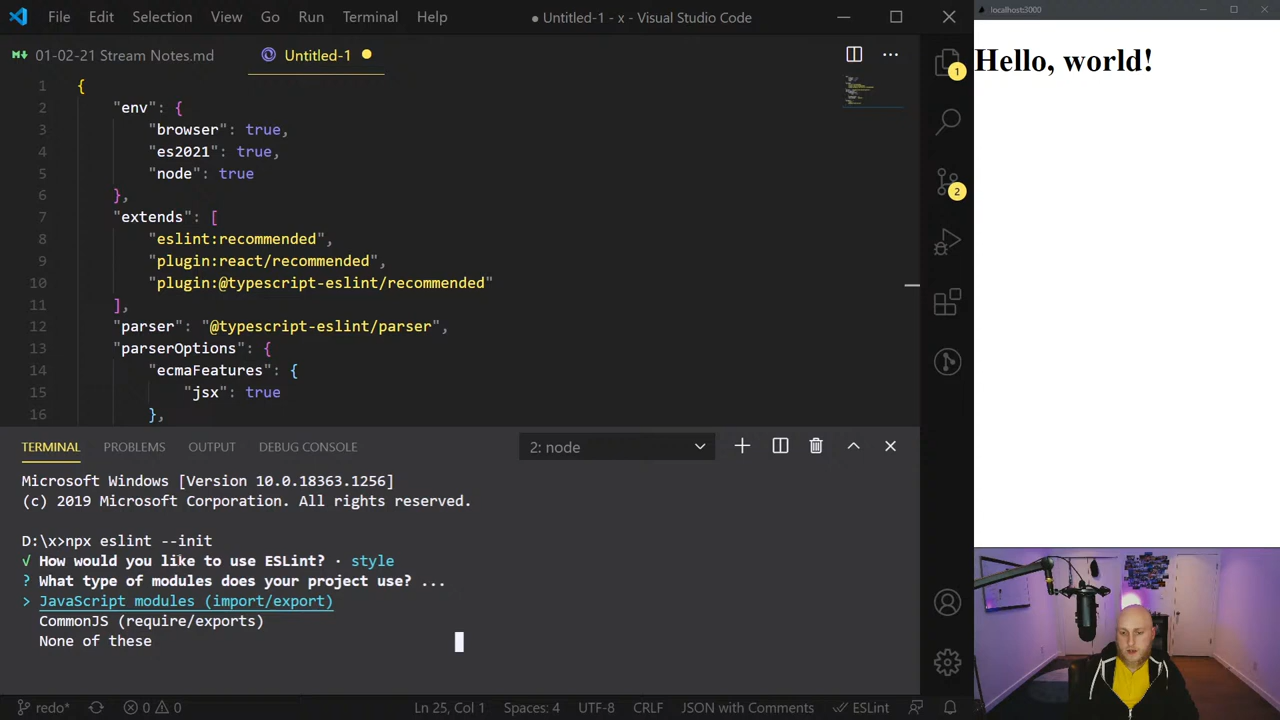 File Edit Selection View Go Run Terminal Help
● Untitled-1 - x - Visual Studio Code
localhost:3000
01-02-21 Stream Notes.md
Untitled-1
1 {
2 "env": {
3 "browser": true,
4 "es2021": true,
5 "node": true
6 },
7 "extends": [
8 "eslint:recommended",
9 "plugin:react/recommended",
10 "plugin:@typescript-eslint/recommended"
11 ],
12 "parser": "@typescript-eslint/parser",
13 "parserOptions": {
14 "ecmaFeatures": {
15 "jsx": true
16 },
Hello, world!
1
2
TERMINAL PROBLEMS OUTPUT DEBUG CONSOLE
2: node
Microsoft Windows [Version 10.0.18363.1256]
(c) 2019 Microsoft Corporation. All rights reserved.
D:\x>npx eslint --init
√ How would you like to use ESLint? · style
? What type of modules does your project use? ...
> JavaScript modules (import/export)
CommonJS (require/exports)
None of these
redo* 0 0 Ln 25, Col 1 Spaces: 4 UTF-8 CRLF JSON with Comments ESLint